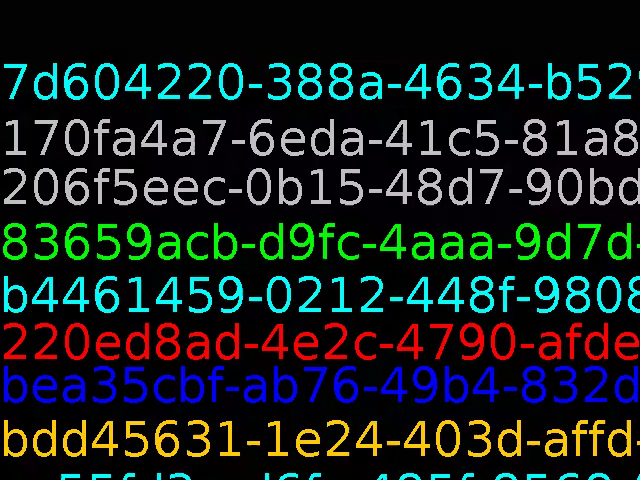 7d604220-388a-4634-b52
170fa4a7-6eda-41c5-81a8
206f5eec-0b15-48d7-90bd
83659acb-d9fc-4aaa-9d7d-
b4461459-0212-448f-9808
220ed8ad-4e2c-4790-afde
bea35cbf-ab76-49b4-832d
bdd45631-1e24-403d-affd-